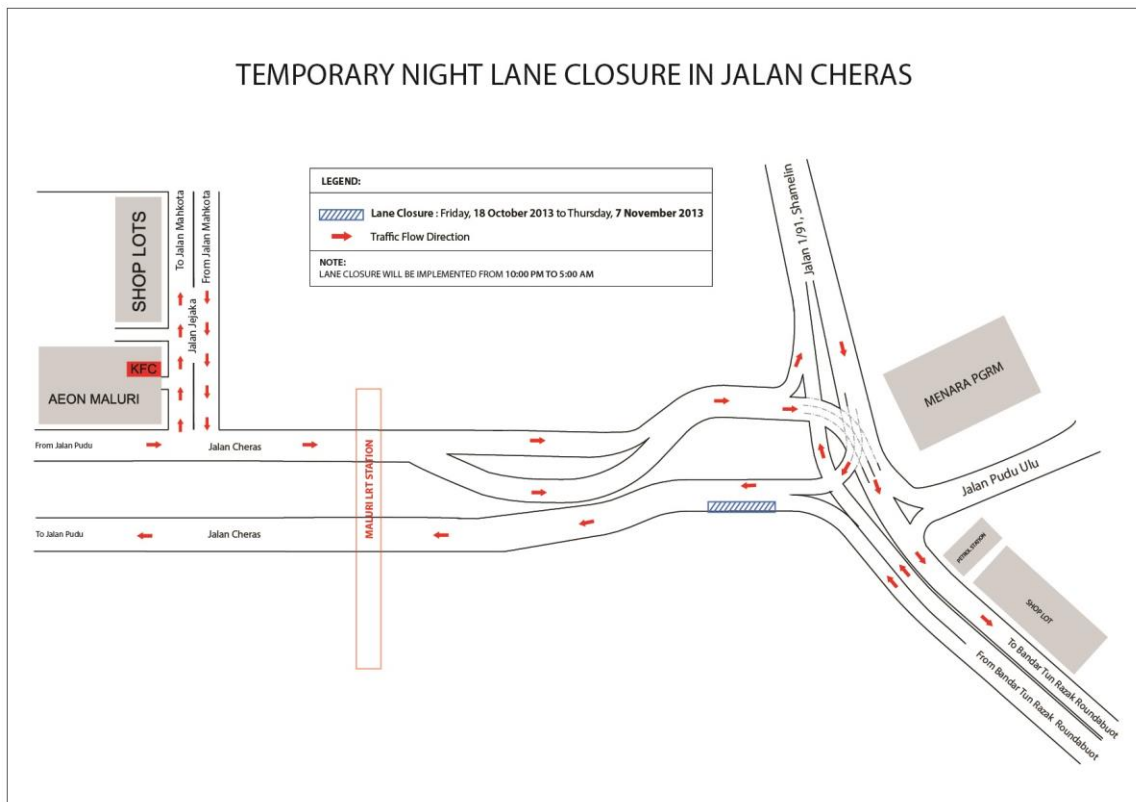 TEMPORARY NIGHT LANE CLOSURE IN JALAN CHERAS
LEGEND:
Lane Closure : Friday, 18 October 2013 to Thursday, 7 November 2013
Traffic Flow Direction
NOTE:
LANE CLOSURE WILL BE IMPLEMENTED FROM 10:00 PM TO 5:00 AM
SHOP LOTS
To Jalan Mahkota
From Jalan Mahkota
Jalan Jejaka
KFC
AEON MALURI
From Jalan Pudu
Jalan Cheras
MALURI LRT STATION
To Jalan Pudu
Jalan Cheras
Jalan 1/91, Shamelin
MENARA PGRM
Jalan Pudu Ulu
PETROL STATION
SHOP LOT
To Bandar Tun Razak Roundabuot
From Bandar Tun Razak Roundabuot